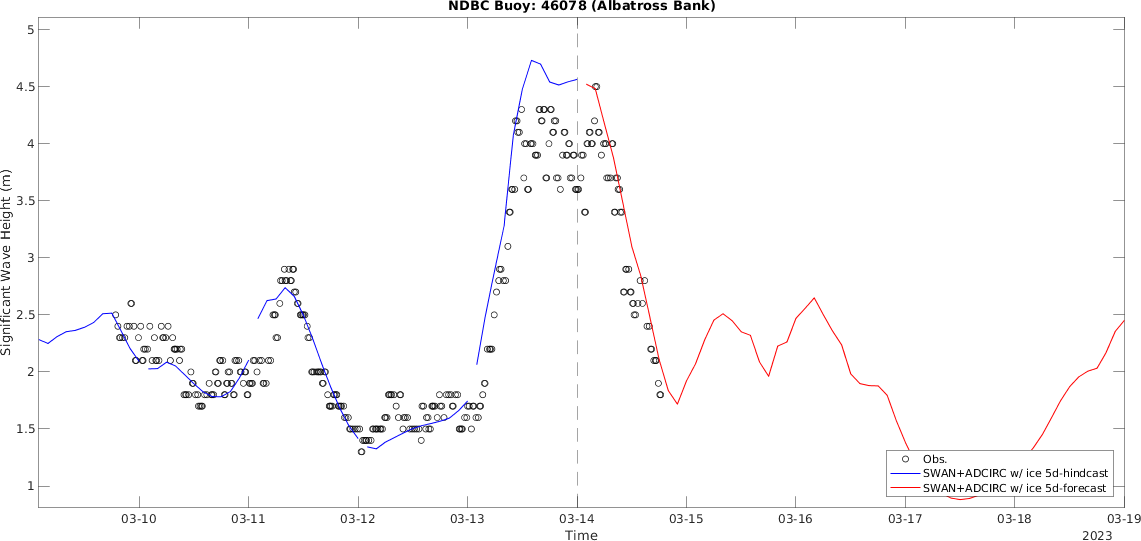 NDBC Buoy: 46078 (Albatross Bank)
Significant Wave Height (m)
5
4.5
4
3.5
3
2.5
2
1.5
1
Obs.
SWAN+ADCIRC w/ ice 5d-hindcast
SWAN+ADCIRC w/ ice 5d-forecast
03-10 03-11 03-12 03-13 03-14 03-15 03-16 03-17 03-18 03-19
Time
2023